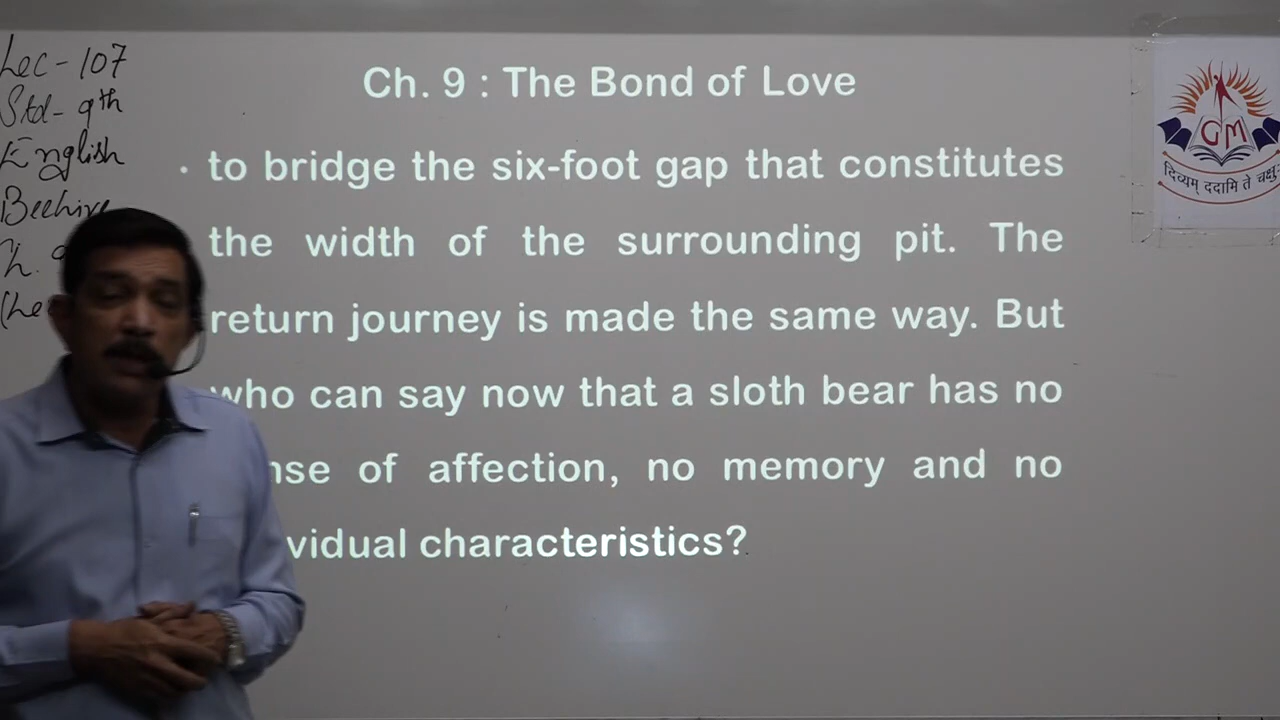 Lec - 107
Std - 9th
English
Beehive
Ch. 9 : The Bond of Love
• to bridge the six-foot gap that constitutes
the width of the surrounding pit. The
return journey is made the same way. But
who can say now that a sloth bear has no
nse of affection, no memory and no
vidual characteristics?
GM
दिव्यम् ददामि ते चक्षु